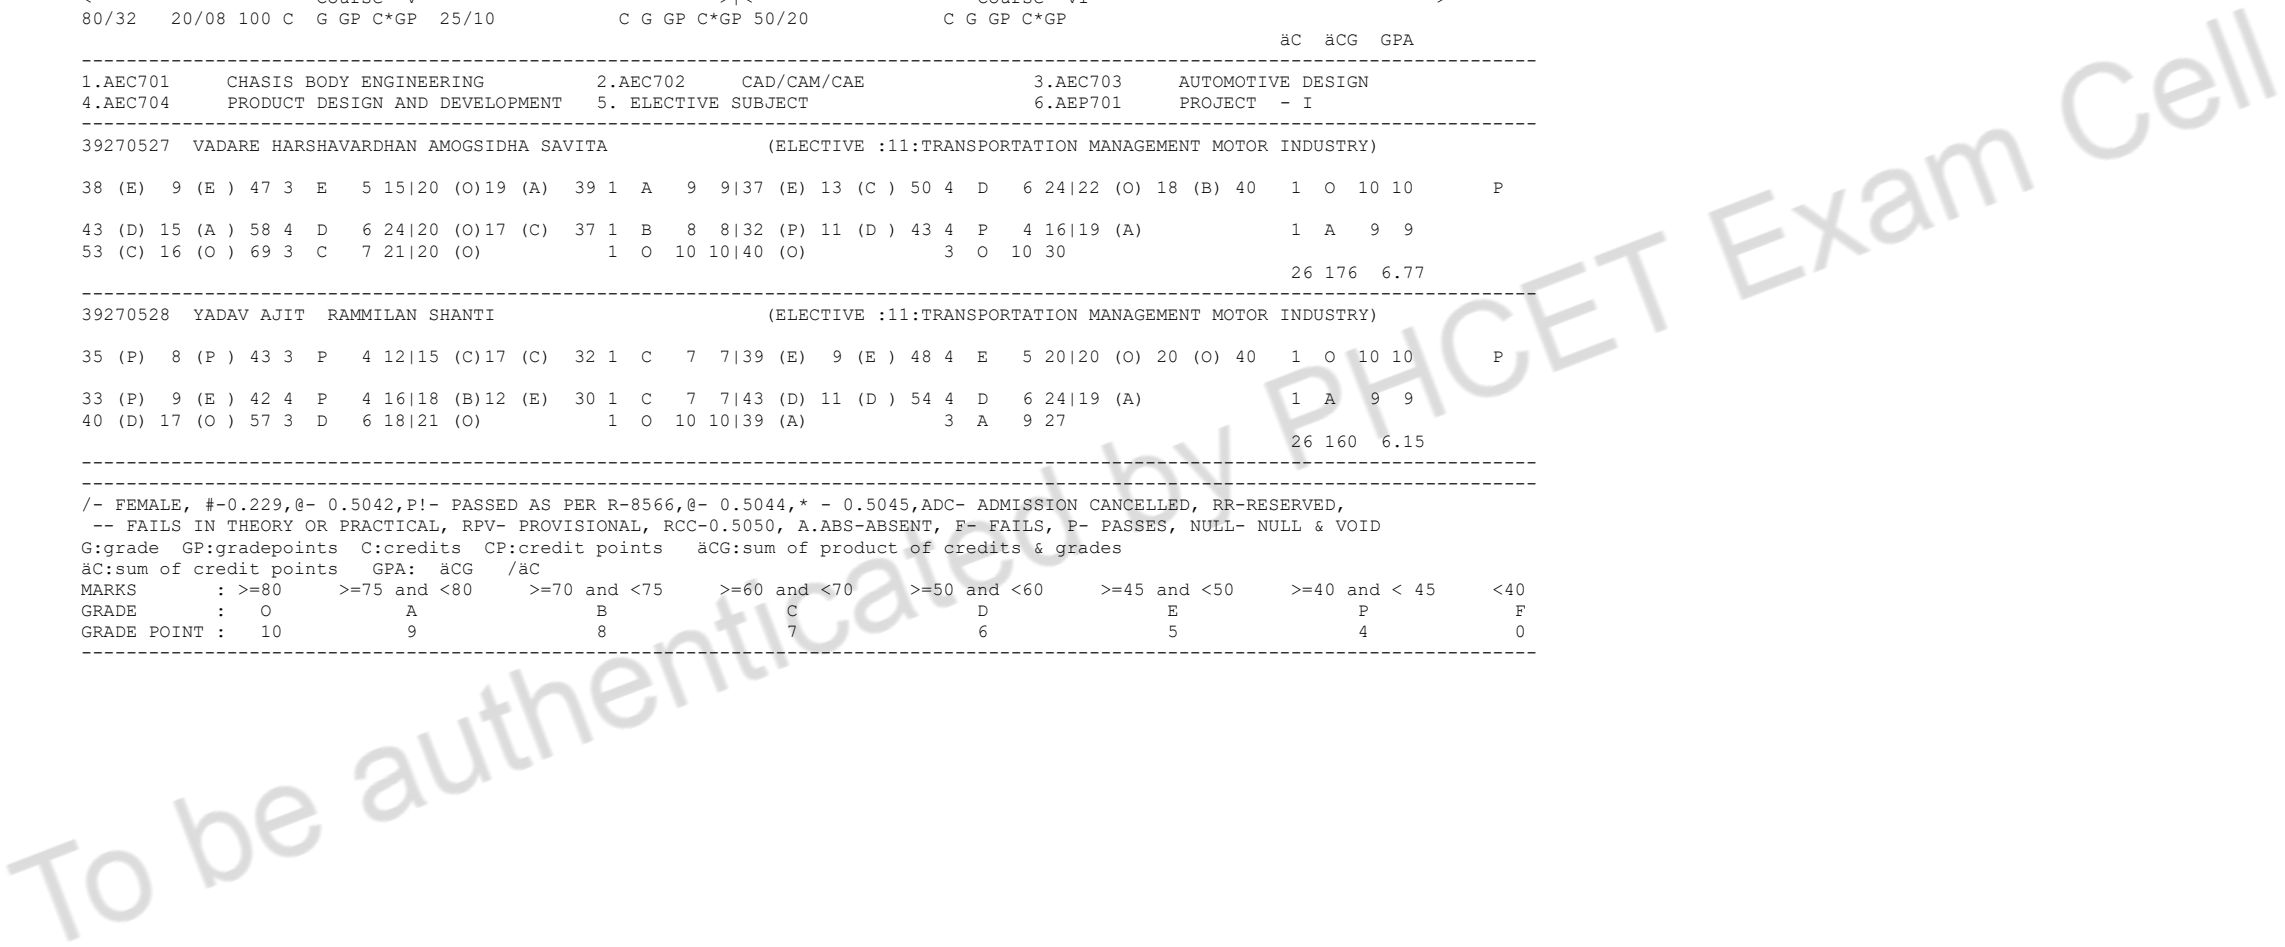 80/32 20/08 100 C G GP C*GP 25/10 C G GP C*GP 50/20 C G GP C*GP
äC äCG GPA
1.AEC701 CHASIS BODY ENGINEERING 2.AEC702 CAD/CAM/CAE 3.AEC703 AUTOMOTIVE DESIGN
4.AEC704 PRODUCT DESIGN AND DEVELOPMENT 5. ELECTIVE SUBJECT 6.AEP701 PROJECT - I
39270527 VADARE HARSHAVARDHAN AMOGSIDHA SAVITA (ELECTIVE :11:TRANSPORTATION MANAGEMENT MOTOR INDUSTRY)
38 (E) 9 (E ) 47 3 E 5 15|20 (O)19 (A) 39 1 A 9 9|37 (E) 13 (C ) 50 4 D 6 24|22 (O) 18 (B) 40 1 O 10 10 P
43 (D) 15 (A ) 58 4 D 6 24|20 (O)17 (C) 37 1 B 8 8|32 (P) 11 (D ) 43 4 P 4 16|19 (A) 1 A 9 9
53 (C) 16 (O ) 69 3 C 7 21|20 (O) 1 O 10 10|40 (O) 3 O 10 30
26 176 6.77
39270528 YADAV AJIT RAMMILAN SHANTI (ELECTIVE :11:TRANSPORTATION MANAGEMENT MOTOR INDUSTRY)
35 (P) 8 (P ) 43 3 P 4 12|15 (C)17 (C) 32 1 C 7 7|39 (E) 9 (E ) 48 4 E 5 20|20 (O) 20 (O) 40 1 O 10 10 P
33 (P) 9 (E ) 42 4 P 4 16|18 (B)12 (E) 30 1 C 7 7|43 (D) 11 (D ) 54 4 D 6 24|19 (A) 1 A 9 9
40 (D) 17 (O ) 57 3 D 6 18|21 (O) 1 O 10 10|39 (A) 3 A 9 27
26 160 6.15
/- FEMALE, #-0.229,@- 0.5042,P!- PASSED AS PER R-8566,@- 0.5044,* - 0.5045,ADC- ADMISSION CANCELLED, RR-RESERVED,
-- FAILS IN THEORY OR PRACTICAL, RPV- PROVISIONAL, RCC-0.5050, A.ABS-ABSENT, F- FAILS, P- PASSES, NULL- NULL & VOID
G:grade GP:gradepoints C:credits CP:credit points äCG:sum of product of credits & grades
äC:sum of credit points GPA: äCG /äC
MARKS : >=80 >=75 and <80 >=70 and <75 >=60 and <70 >=50 and <60 >=45 and <50 >=40 and < 45 <40
GRADE : O A B C D E P F
GRADE POINT : 10 9 8 7 6 5 4 0
To be authenticated by PHCET Exam Cell